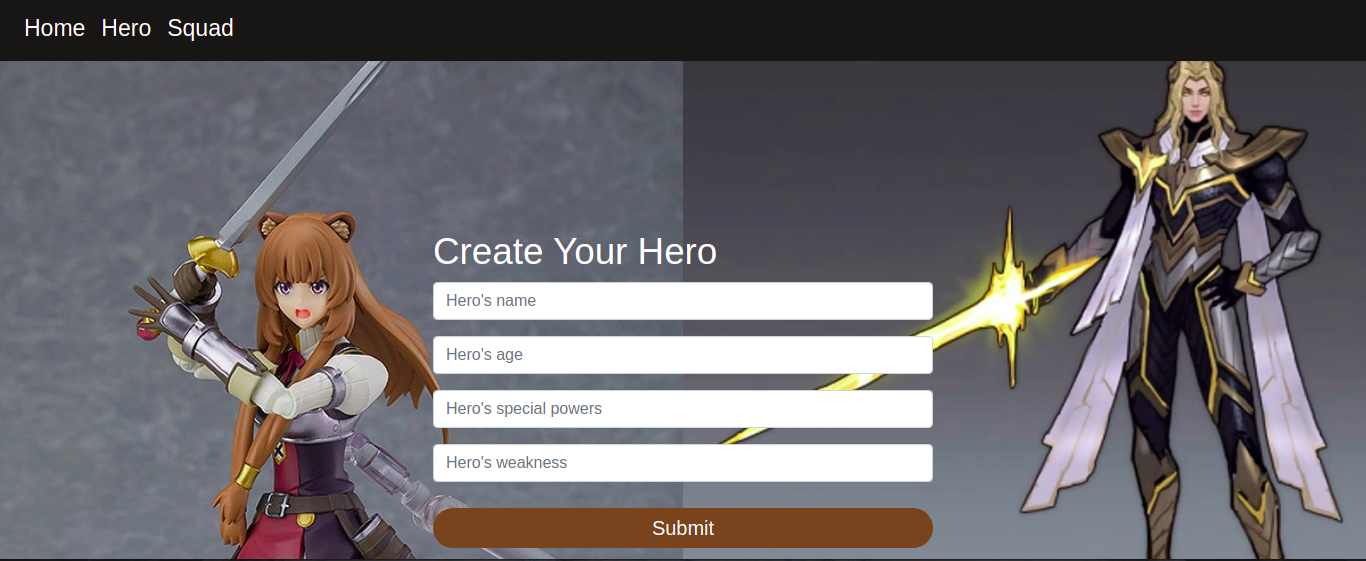 Home Hero Squad
Create Your Hero
Hero's name
Hero's age
Hero's special powers
Hero's weakness
Submit